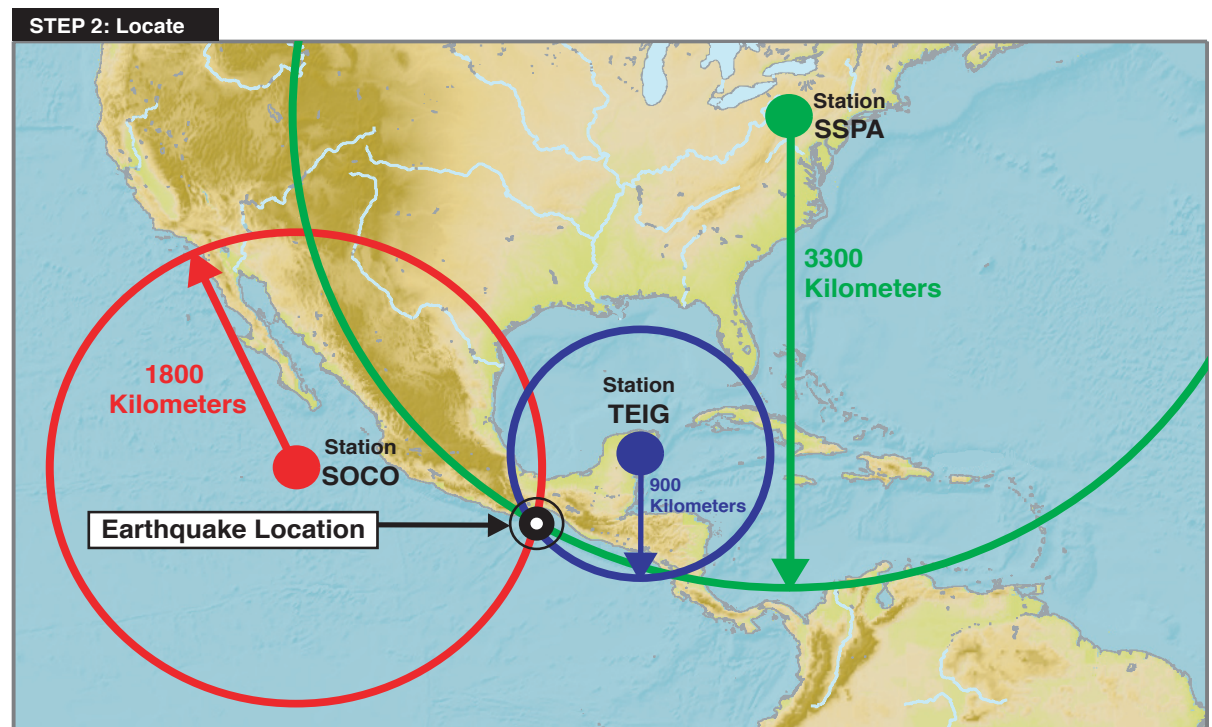 STEP 2: Locate
Station
SSPA
3300
Kilometers
1800
Kilometers
Station
TEIG
Station
SOCO
900
Kilometers
Earthquake Location